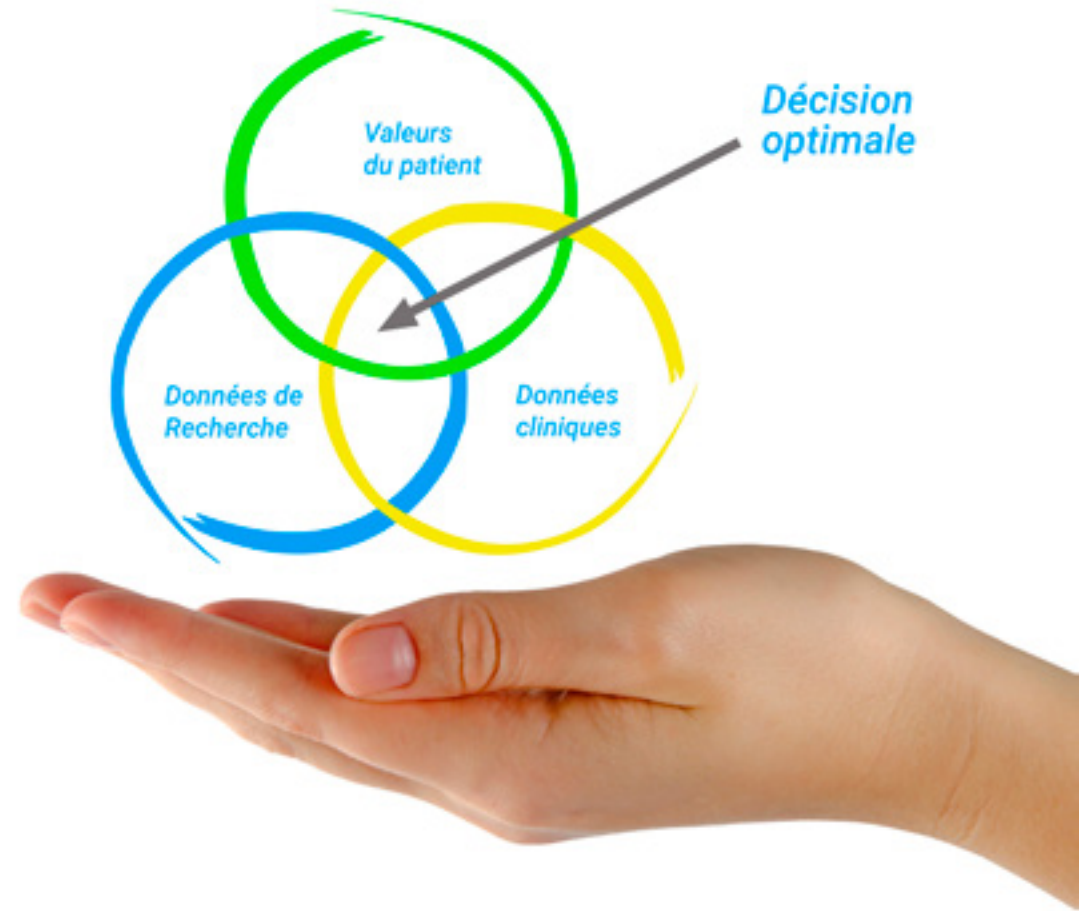 Valeurs
du patient
Décision
optimale
Données de
Recherche
Données
cliniques